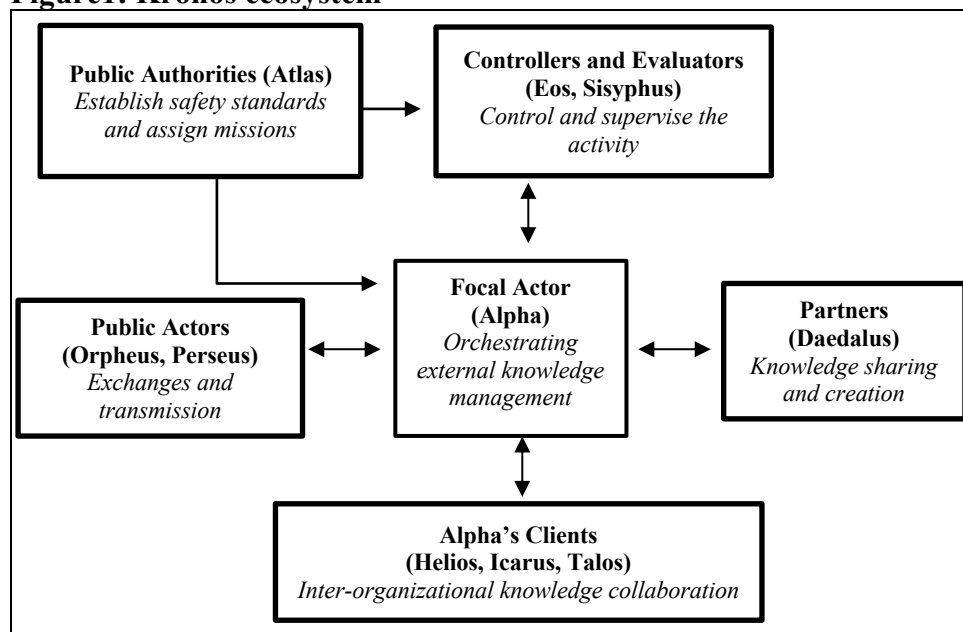 Figure1: Kronos ecosystem
Public Authorities (Atlas)
Establish safety standards
and assign missions
Controllers and Evaluators
(Eos, Sisyphus)
Control and supervise the
activity
Focal Actor
(Alpha)
Orchestrating
external knowledge
management
Public Actors
(Orpheus, Perseus)
Exchanges and
transmission
Partners
(Daedalus)
Knowledge sharing
and creation
Alpha's Clients
(Helios, Icarus, Talos)
Inter-organizational knowledge collaboration